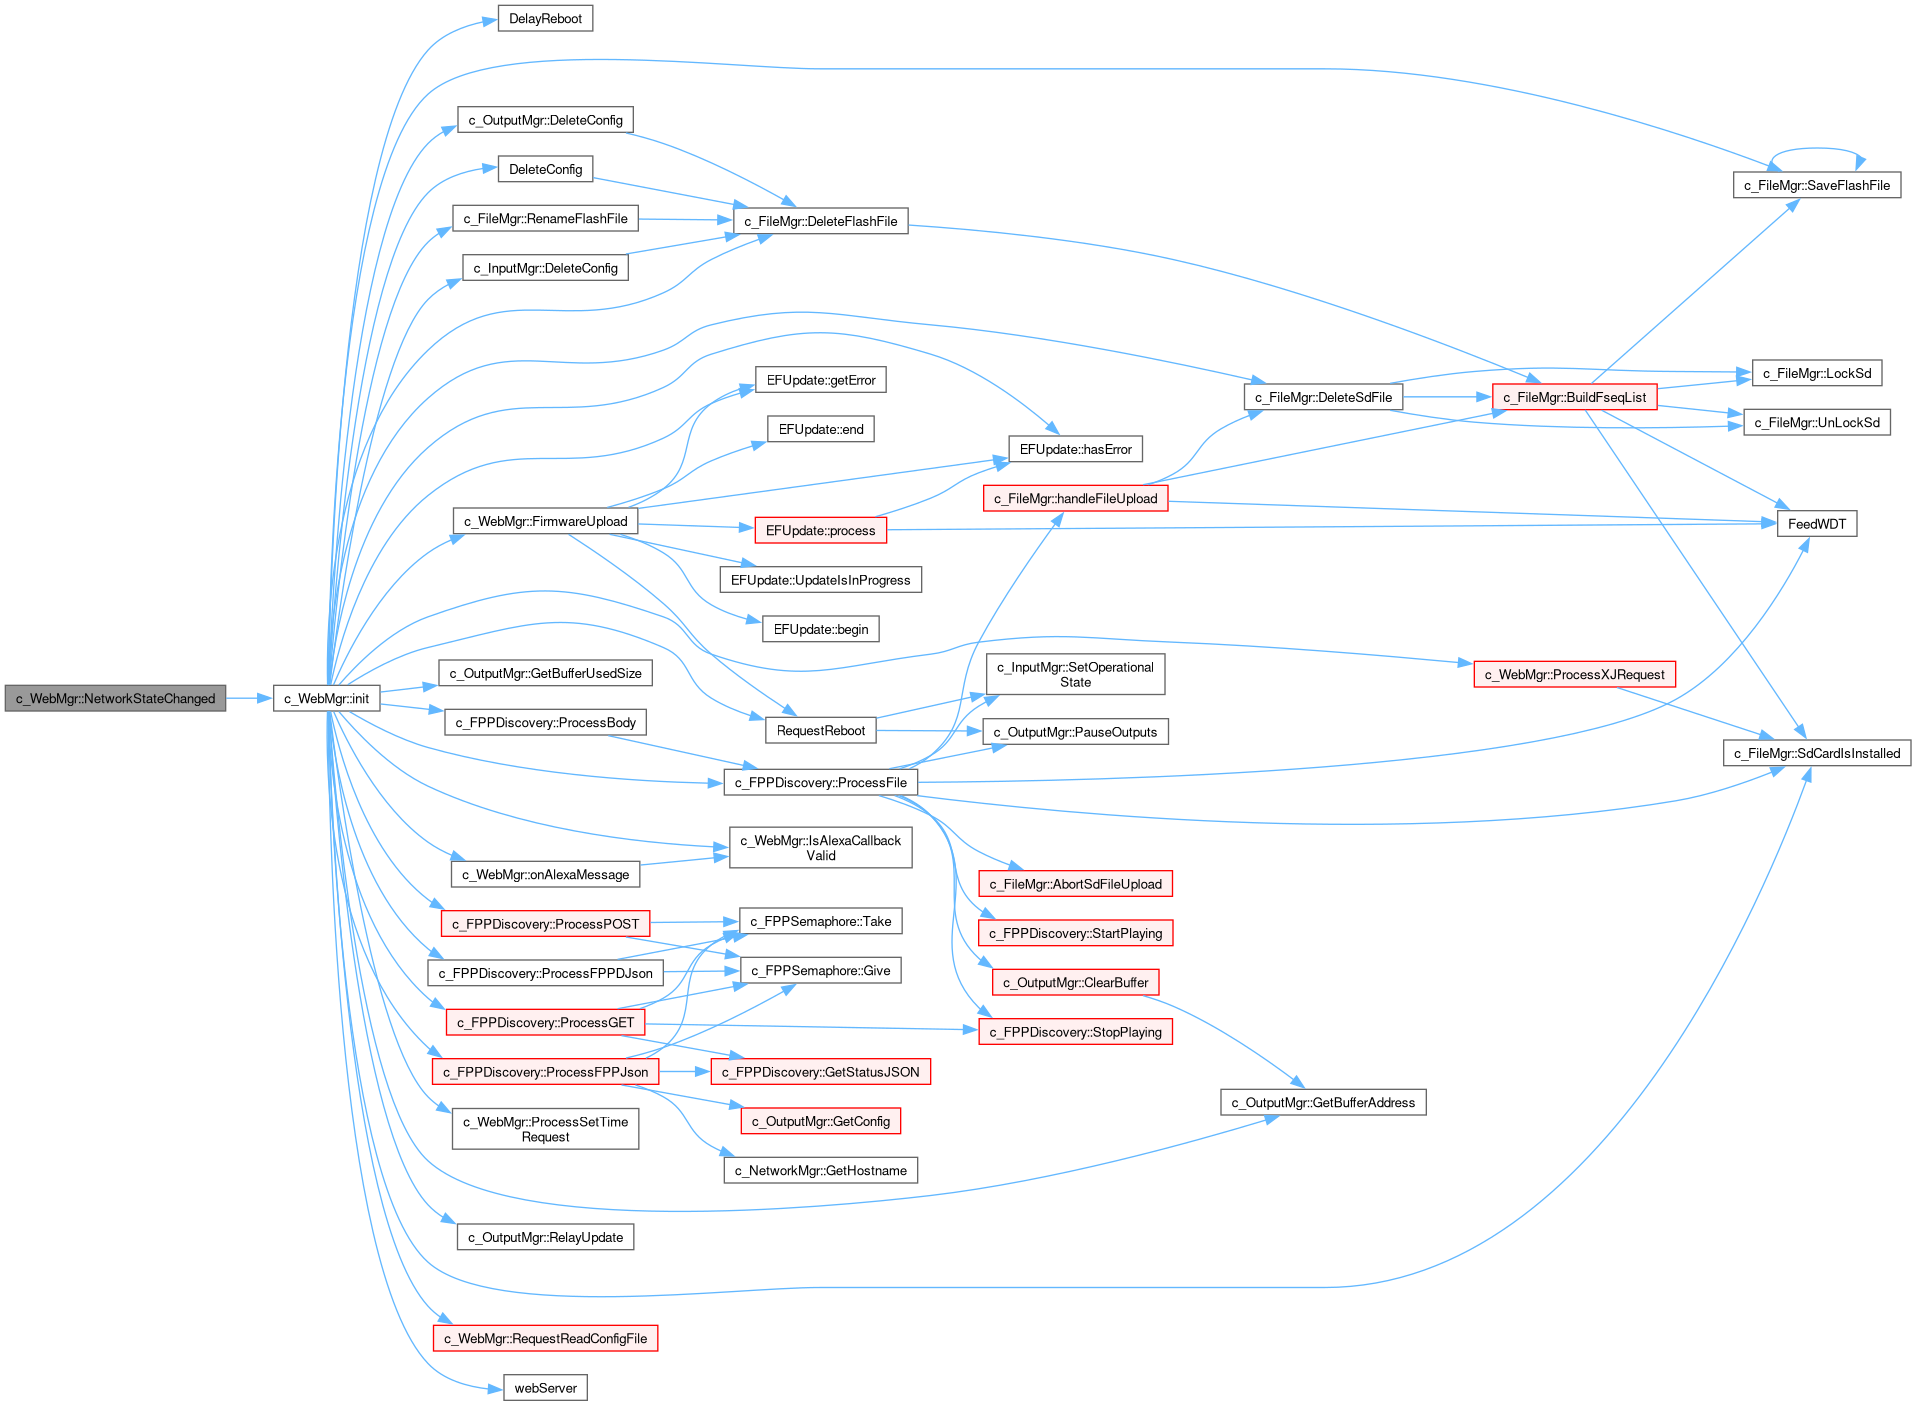 DelayReboot
c_OutputMgr::DeleteConfig
DeleteConfig
c_FileMgr::SaveFlashFile
c_FileMgr::RenameFlashFile
c_FileMgr::DeleteFlashFile
c_InputMgr::DeleteConfig
EFUpdate::getError
c_FileMgr::LockSd
c_FileMgr::DeleteSdFile
c_FileMgr::BuildFseqList
c_FileMgr::UnLockSd
EFUpdate::end
EFUpdate::hasError
c_FileMgr::handleFileUpload
c_WebMgr::FirmwareUpload
EFUpdate::process
FeedWDT
EFUpdate::UpdateIsInProgress
EFUpdate::begin
c_OutputMgr::GetBufferUsedSize
c_InputMgr::SetOperational
State
c_WebMgr::ProcessXJRequest
c_WebMgr::NetworkStateChanged
c_WebMgr::init
c_FPPDiscovery::ProcessBody
RequestReboot
c_OutputMgr::PauseOutputs
c_FileMgr::SdCardIsInstalled
c_FPPDiscovery::ProcessFile
c_WebMgr::IsAlexaCallback
Valid
c_WebMgr::onAlexaMessage
c_FileMgr::AbortSdFileUpload
c_FPPDiscovery::ProcessPOST
c_FPPSemaphore::Take
c_FPPDiscovery::StartPlaying
c_FPPDiscovery::ProcessFPPDJson
c_FPPSemaphore::Give
c_OutputMgr::ClearBuffer
c_FPPDiscovery::ProcessGET
c_FPPDiscovery::StopPlaying
c_FPPDiscovery::ProcessFPPJson
c_FPPDiscovery::GetStatusJSON
c_OutputMgr::GetBufferAddress
c_WebMgr::ProcessSetTime
Request
c_OutputMgr::GetConfig
c_NetworkMgr::GetHostname
c_OutputMgr::RelayUpdate
c_WebMgr::RequestReadConfigFile
webServer